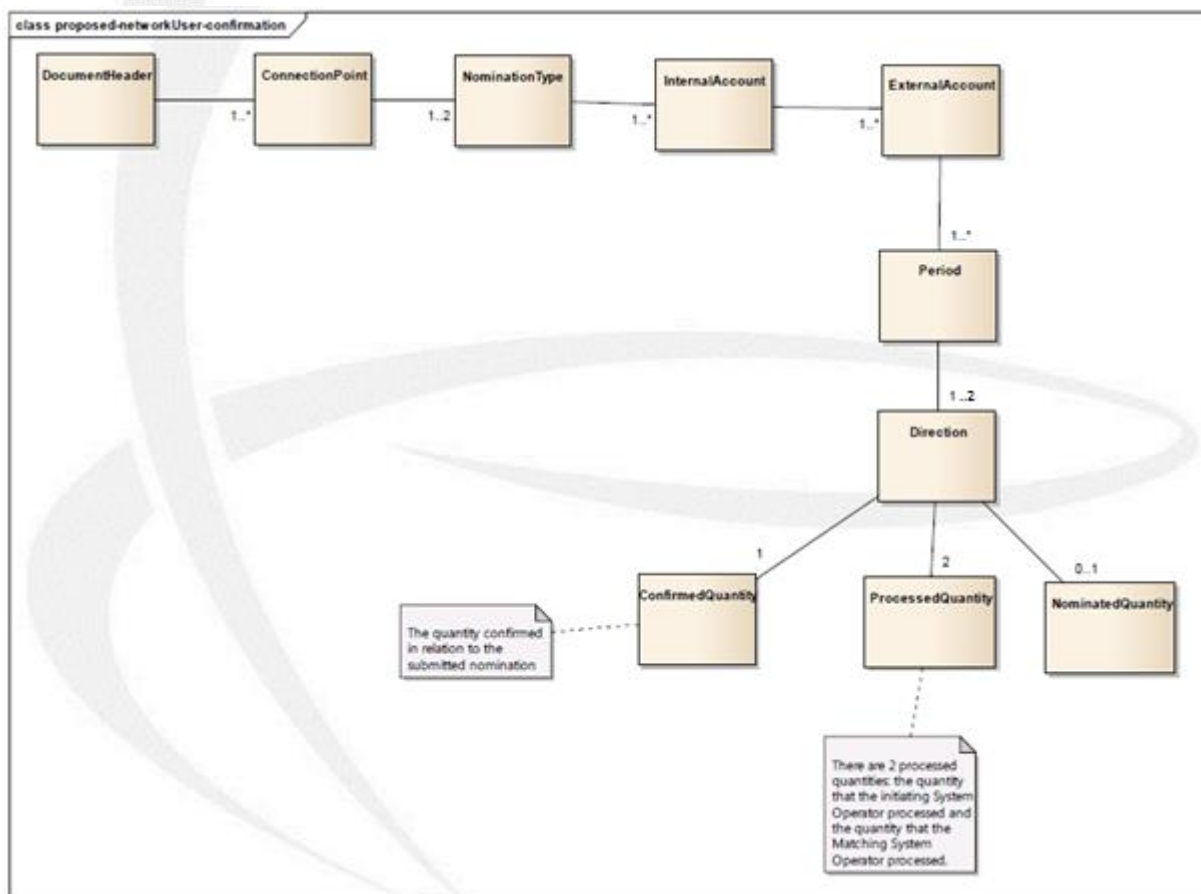 class proposed-networkUser-confirmation
DocumentHeader
ConnectionPoint
NominationType
InternalAccount
ExternalAccount
1..*
1..2
1..*
1..*
1..*
Period
1..2
Direction
1
2
0..1
ConfirmedQuantity
ProcessedQuantity
NominatedQuantity
The quantity confirmed
in relation to the
submitted nomination
There are 2 processed
quantities: the quantity
that the initiating System
Operator processed and
the quantity that the
Matching System
Operator processed.